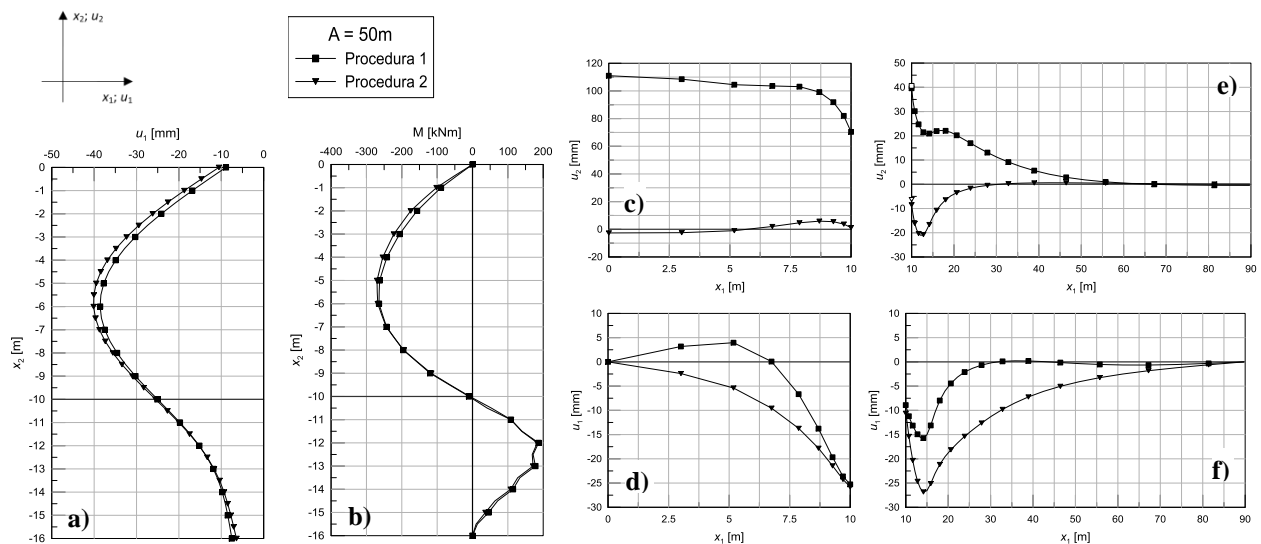 x2; u2
x1; u1
A = 50m
Procedura 1
Procedura 2
u1 [mm]
-50 -40 -30 -20 -10 0
0
-1
-2
-3
-4
-5
-6
-7
-8
-9
-10
-11
-12
-13
-14
-15
-16
x2 [m]
a)
M [kNm]
-400 -300 -200 -100 0 100 200
0
-1
-2
-3
-4
-5
-6
-7
-8
-9
-10
-11
-12
-13
-14
-15
-16
x2 [m]
b)
120
100
80
60
40
20
0
-20
u2 [mm]
c)
0 2.5 5 7.5 10
x1 [m]
50
40
30
20
10
0
-10
-20
-30
u2 [mm]
e)
10 20 30 40 50 60 70 80 90
x1 [m]
10
5
0
-5
-10
-15
-20
-25
-30
u1 [mm]
d)
0 2.5 5 7.5 10
x1 [m]
10
5
0
-5
-10
-15
-20
-25
-30
u1 [mm]
f)
10 20 30 40 50 60 70 80 90
x1 [m]